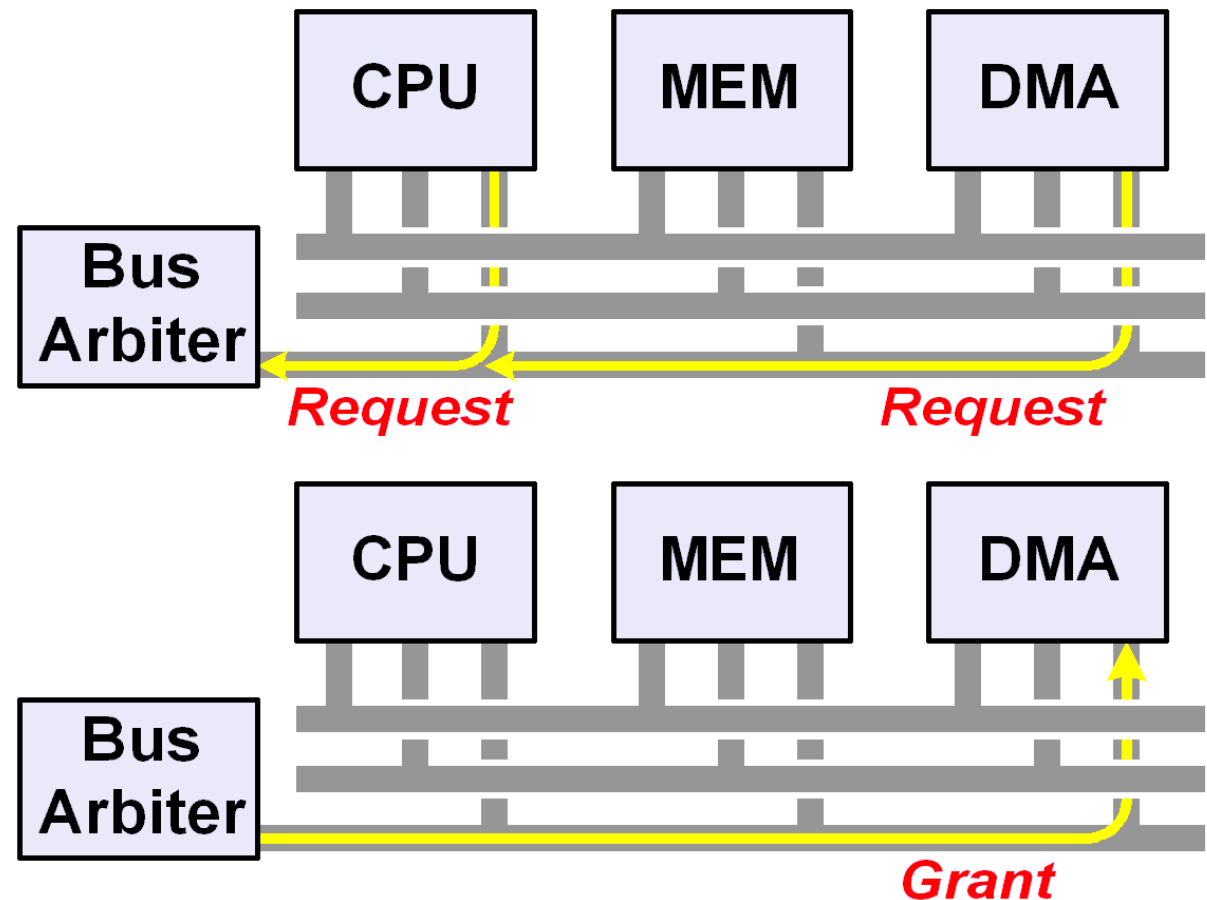 CPU
MEM
DMA
Bus
Arbiter
Request
Request
CPU
MEM
DMA
Bus
Arbiter
Grant